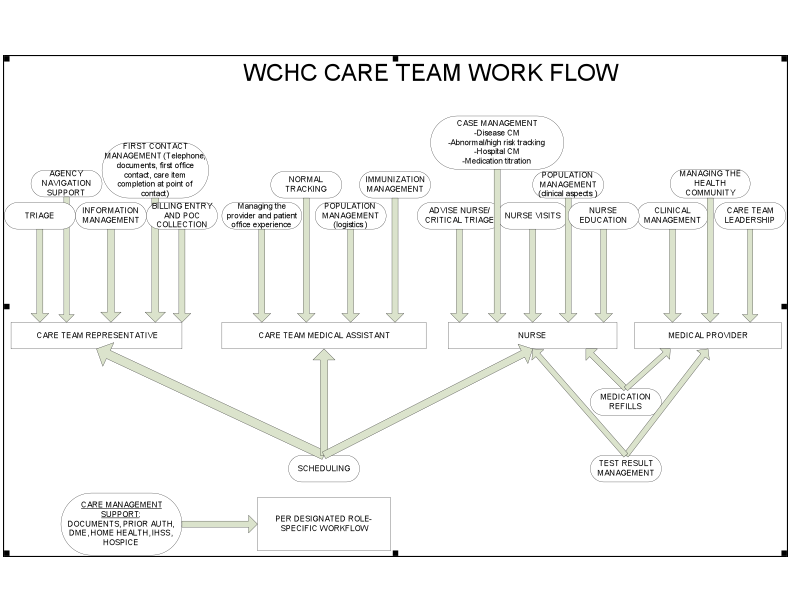 WCHC CARE TEAM WORK FLOW
CASE MANAGEMENT
-Disease CM
-Abnormal/high risk tracking
-Hospital CM
-Medication titration
FIRST CONTACT
MANAGEMENT (Telephone,
documents, first office
contact, care item
completion at point of
contact)
AGENCY
NAVIGATION
SUPPORT
NORMAL
TRACKING
IMMUNIZATION
MANAGEMENT
POPULATION
MANAGEMENT
(clinical aspects )
MANAGING THE
HEALTH
COMMUNITY
TRIAGE
INFORMATION
MANAGEMENT
BILLING ENTRY
AND POC
COLLECTION
Managing the
provider and patient
office experience
POPULATION
MANAGEMENT
(logistics )
ADVISE NURSE/
CRITICAL TRIAGE
NURSE VISITS
NURSE
EDUCATION
CLINICAL
MANAGEMENT
CARE TEAM
LEADERSHIP
CARE TEAM REPRESENTATIVE
CARE TEAM MEDICAL ASSISTANT
NURSE
MEDICAL PROVIDER
MEDICATION
REFILLS
SCHEDULING
TEST RESULT
MANAGEMENT
CARE MANAGEMENT
SUPPORT:
DOCUMENTS, PRIOR AUTH,
DME, HOME HEALTH, IHSS,
HOSPICE
PER DESIGNATED ROLE-
SPECIFIC WORKFLOW